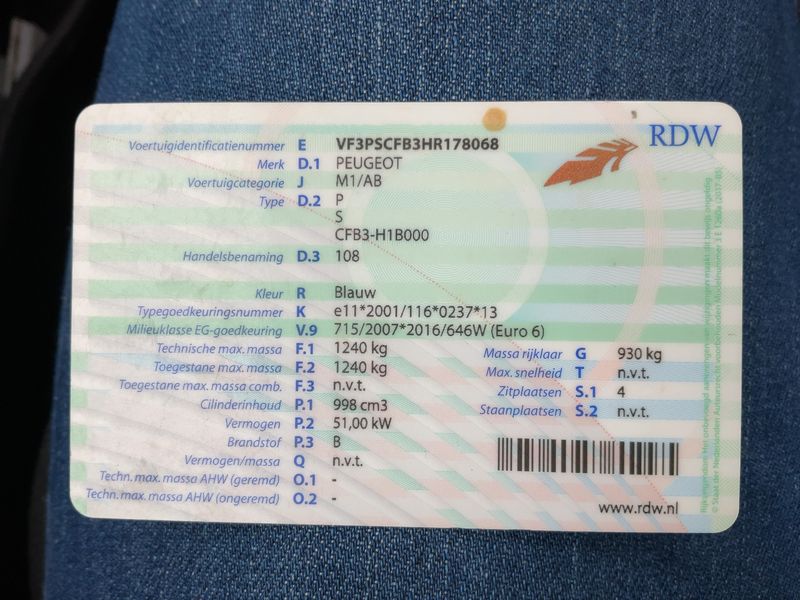 RDW
Voertuigidentificatienummer E VF3PSCFB3HR178068
Merk D.1 PEUGEOT
Voertuigcategorie J M1/AB
Type D.2 P
S
CFB3-H1B000
Handelsbenaming D.3 108
Kleur R Blauw
Typegoedkeuringsnummer K e11*2001/116*0237*13
Milieuklasse EG-goedkeuring V.9 715/2007*2016/646W (Euro 6)
Technische max. massa F.1 1240 kg Massa rijklaar G 930 kg
Toegestane max. massa F.2 1240 kg Max. snelheid T n.v.t.
Toegestane max. massa comb. F.3 n.v.t. Zitplaatsen S.1 4
Cilinderinhoud P.1 998 cm3 Staanplaatsen S.2 n.v.t.
Vermogen P.2 51,00 kW
Brandstof P.3 B
Vermogen/massa Q n.v.t.
Techn. max. massa AHW (geremd) O.1 -
Techn. max. massa AHW (ongeremd) O.2 -
www.rdw.nl
© Staat der Nederlanden